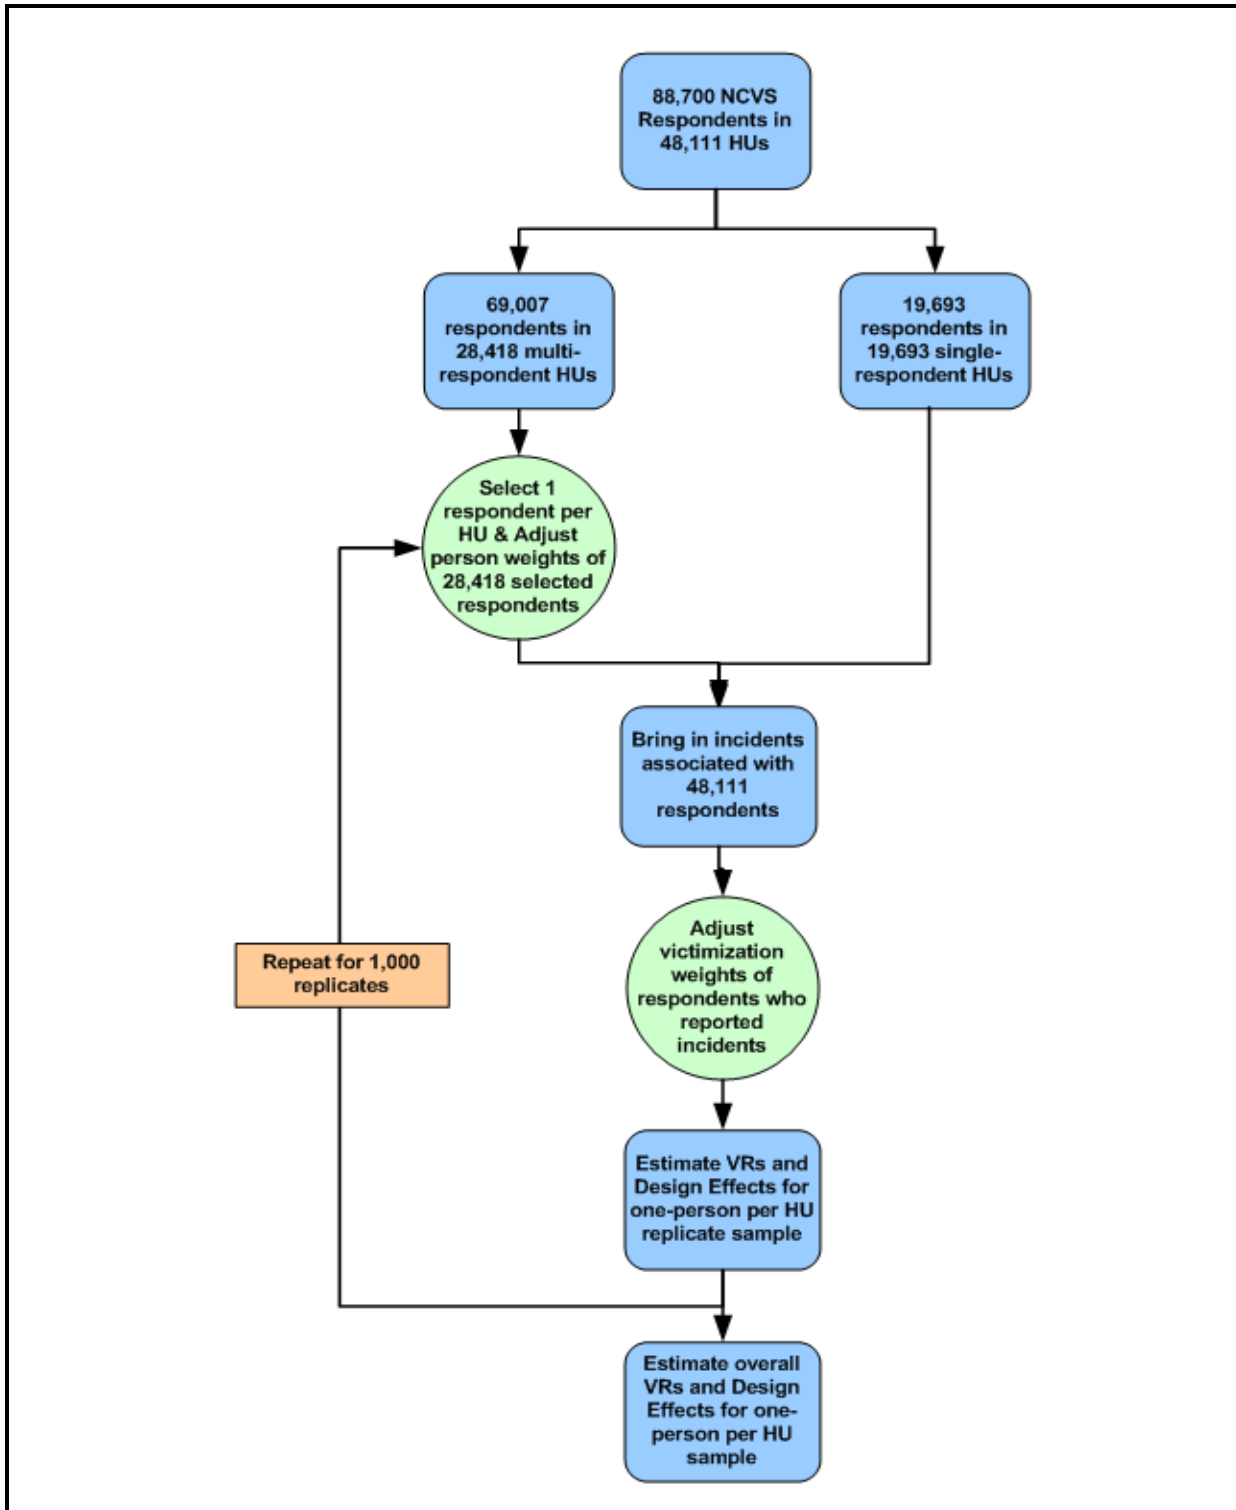 88,700 NCVS
Respondents in
48,111 HUs
69,007
respondents in
28,418 multi-
respondent HUs
19,693
respondents in
19,693 single-
respondent HUs
Select 1
respondent per
HU & Adjust
person weights of
28,418 selected
respondents
Bring in incidents
associated with
48,111
respondents
Adjust
victimization
weights of
respondents who
reported
incidents
Repeat for 1,000
replicates
Estimate VRs and
Design Effects for
one-person per HU
replicate sample
Estimate overall
VRs and Design
Effects for one-
person per HU
sample